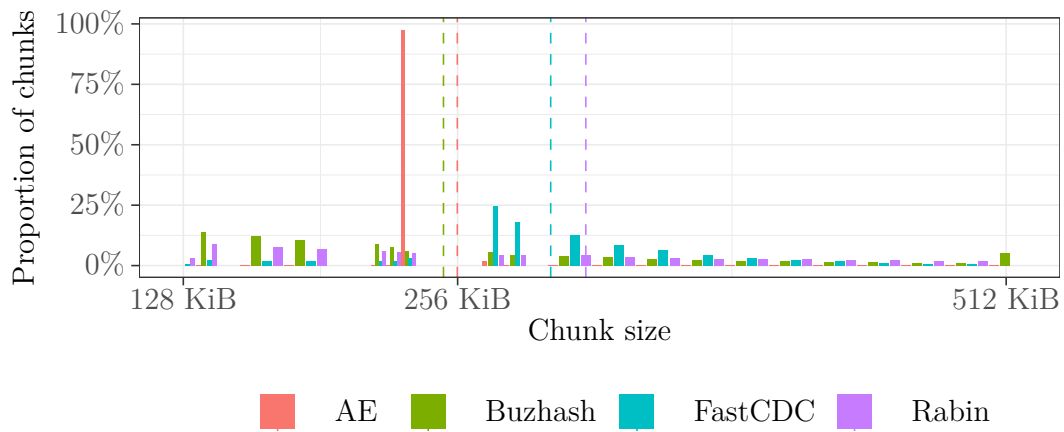 Proportion of chunks
100%
75%
50%
25%
0%
128 KiB 256 KiB 512 KiB
Chunk size
AE Buzhash FastCDC Rabin